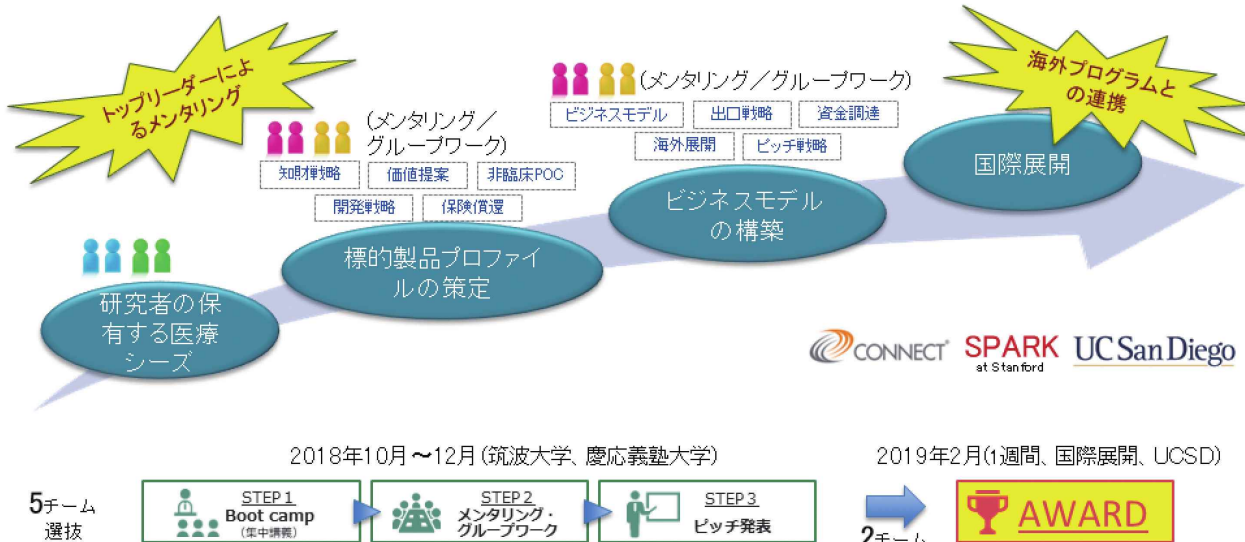 トップリーダーによ
るメンタリング
(メンタリング／
グループワーク)
知財戦略
価値提案
非臨床POC
開発戦略
保険償還
(メンタリング／グループワーク)
ビジネスモデル
出口戦略
資金調達
海外展開
ピッチ戦略
海外プログラムと
の連携
研究者の保
有する医療
シーズ
標的製品プロファイ
ルの策定
ビジネスモデル
の構築
国際展開
CONNECT
SPARK
at Stanford
UC San Diego
2018年10月～12月(筑波大学、慶応義塾大学)
2019年2月(1週間、国際展開、UCSD)
5チーム
選抜
STEP 1
Boot camp
(集中講義)
STEP 2
メンタリング・
グループワーク
STEP 3
ピッチ発表
2チーム
AWARD